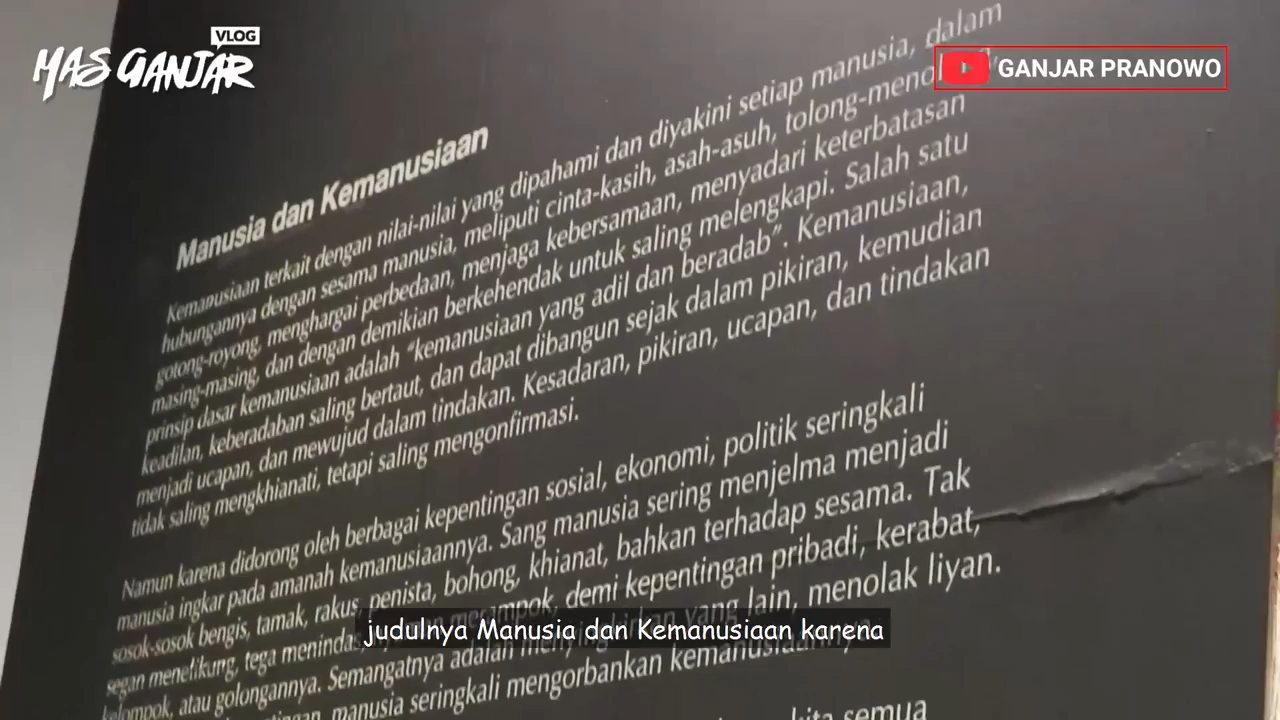 VLOG
MAS GANJAR
GANJAR PRANOWO
Manusia dan Kemanusiaan
Kemanusiaan terkait dengan nilai-nilai yang dipahami dan diyakini setiap manusia, dalam
hubungannya dengan sesama manusia, meliputi cinta-kasih, asah-asuh,
gotong-royong, menghargai perbedaan, menjaga kebersamaan, menyadari keterbatasan
masing-masing, dan dengan demikian berkehendak untuk saling melengkapi. Salah satu
prinsip dasar kemanusiaan adalah "kemanusiaan yang adil dan beradab". Kemanusiaan,
keadilan, keberadaban saling bertaut, dan dapat dibangun sejak dalam pikiran, kemudian
menjadi ucapan, dan mewujud dalam tindakan. Kesadaran, pikiran, ucapan, dan tindakan
tidak saling mengkhianati, tetapi saling mengonfirmasi.
Namun karena didorong oleh berbagai kepentingan sosial, ekonomi, politik seringkali
manusia ingkar pada amanah kemanusiaannya. Sang manusia sering menjelma menjadi
sosok-sosok bengis, tamak, rakus, penista, bohong, khianat, bahkan terhadap sesama. Tak
segan menelikung, tega menindas, demi kepentingan pribadi, kerabat,
kelompok, atau golongannya. Semangatnya adalah yang lain, menolak liyan.
manusia seringkali mengorbankan
kita semua
judulnya Manusia dan Kemanusiaan karena